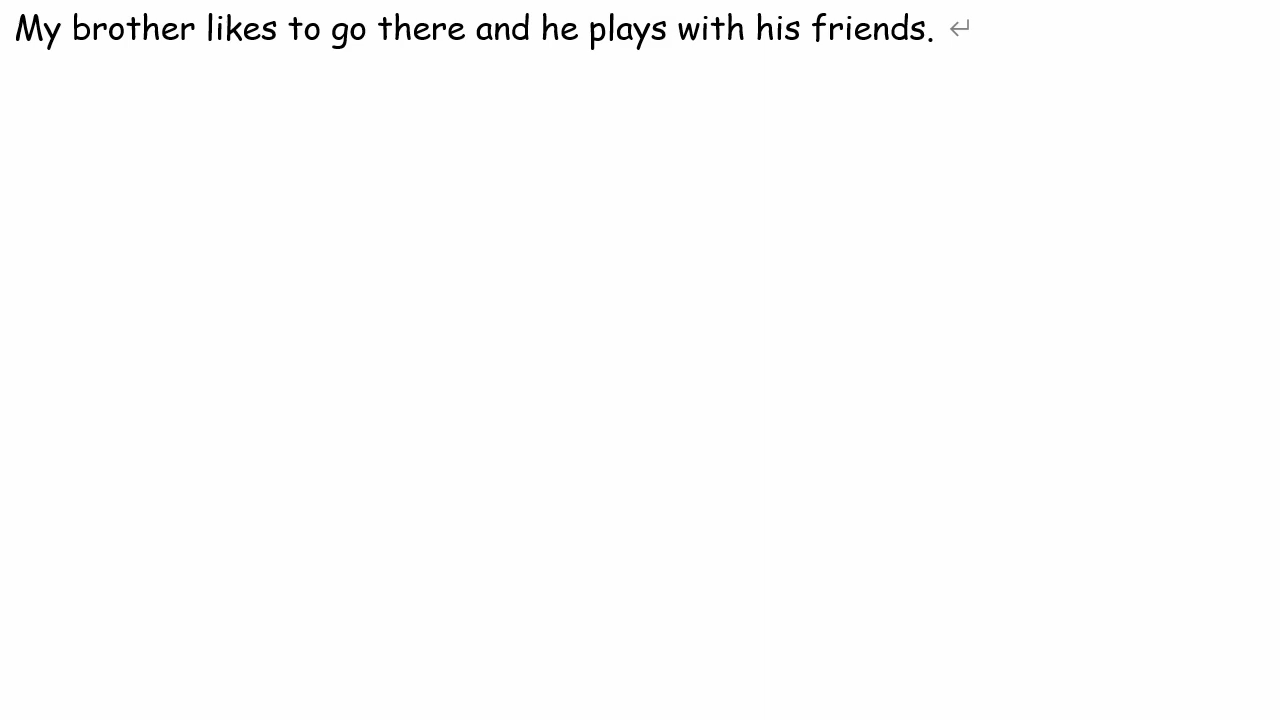 My brother likes to go there and he plays with his friends. ↵